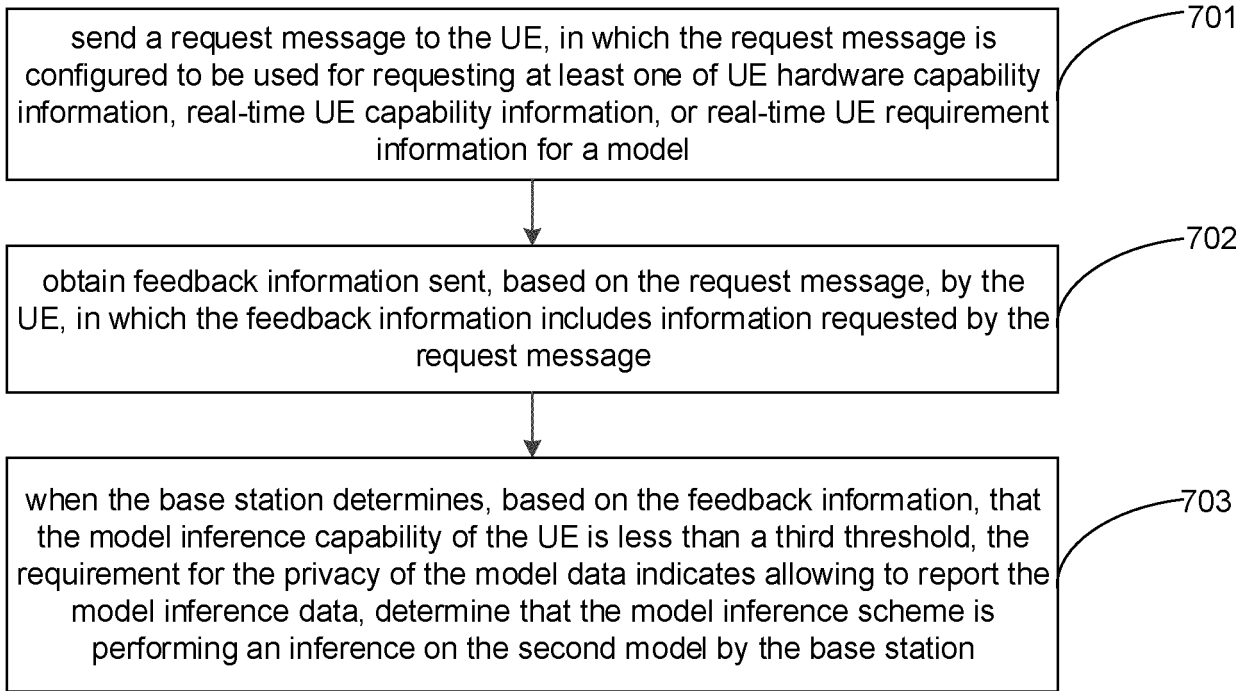 send a request message to the UE, in which the request message is
configured to be used for requesting at least one of UE hardware capability
information, real-time UE capability information, or real-time UE requirement
information for a model
701
obtain feedback information sent, based on the request message, by the
UE, in which the feedback information includes information requested by the
request message
702
when the base station determines, based on the feedback information, that
the model inference capability of the UE is less than a third threshold, the
requirement for the privacy of the model data indicates allowing to report the
model inference data, determine that the model inference scheme is
performing an inference on the second model by the base station
703